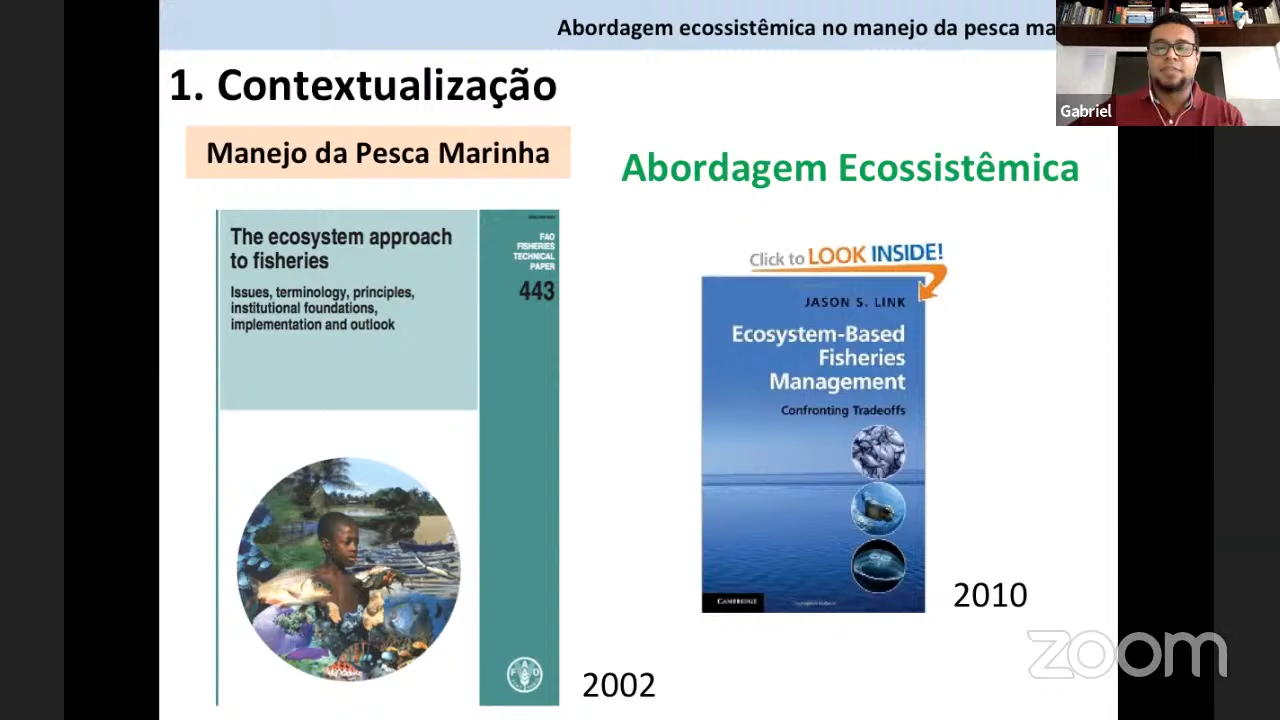 Abordagem ecossistêmica no manejo da pesca ma
Gabriel
1. Contextualização
Manejo da Pesca Marinha
Abordagem Ecossistêmica
The ecosystem approach
to fisheries
Issues, terminology, principles,
institutional foundations,
implementation and outlook
FAO
FISHERIES
TECHNICAL
PAPER
443
FAO
2002
Click to LOOK INSIDE!
JASON S. LINK
Ecosystem-Based
Fisheries
Management
Confronting Tradeoffs
CAMBRIDGE
2010
zoom